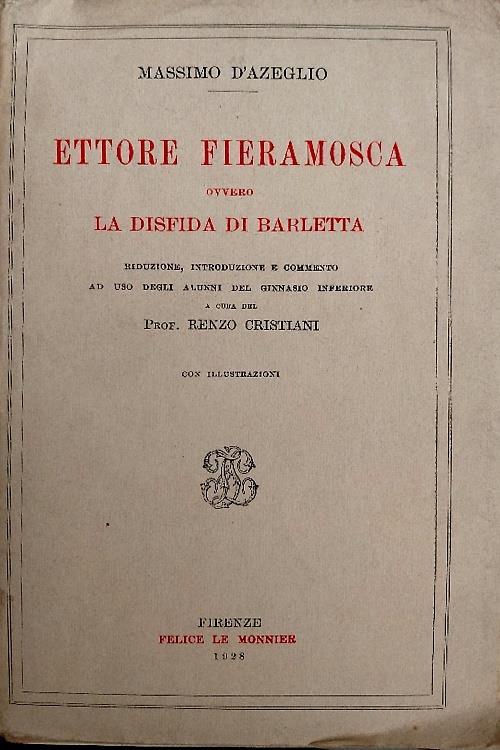 MASSIMO D'AZEGLIO
ETTORE FIERAMOSCA
OVVERO
LA DISFIDA DI BARLETTA
RIDUZIONE, INTRODUZIONE E COMMENTO
AD USO DEGLI ALUNNI DEL GINNASIO INFERIORE
A CURA DEL
PROF. RENZO CRISTIANI
CON ILLUSTRAZIONI
FIRENZE
FELICE LE MONNIER
1928